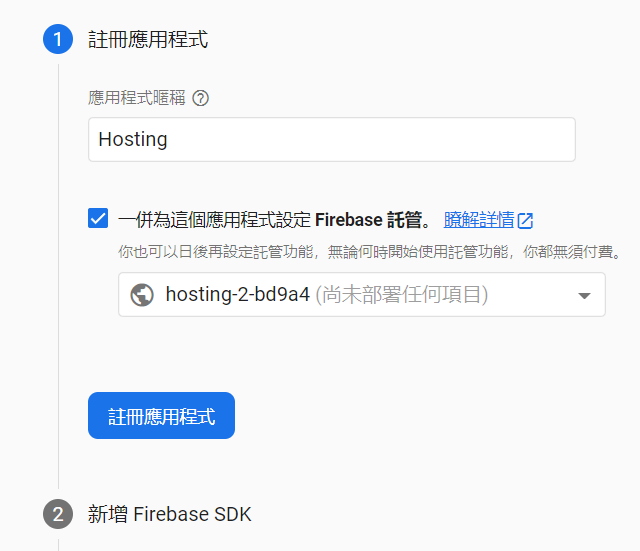 1 註冊應用程式
應用程式暱稱
Hosting
一併為這個應用程式設定 Firebase 託管。 瞭解詳情
你也可以日後再設定託管功能，無論何時開始使用託管功能，你都無須付費。
hosting-2-bd9a4 (尚未部署任何項目)
註冊應用程式
2 新增 Firebase SDK